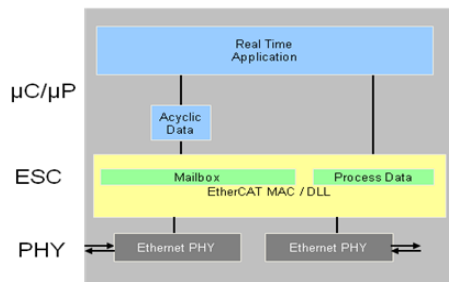 Real Time
Application
µC/µP
Acyclic
Data
ESC
Mailbox
Process Data
EtherCAT MAC / DLL
PHY
Ethernet PHY
Ethernet PHY